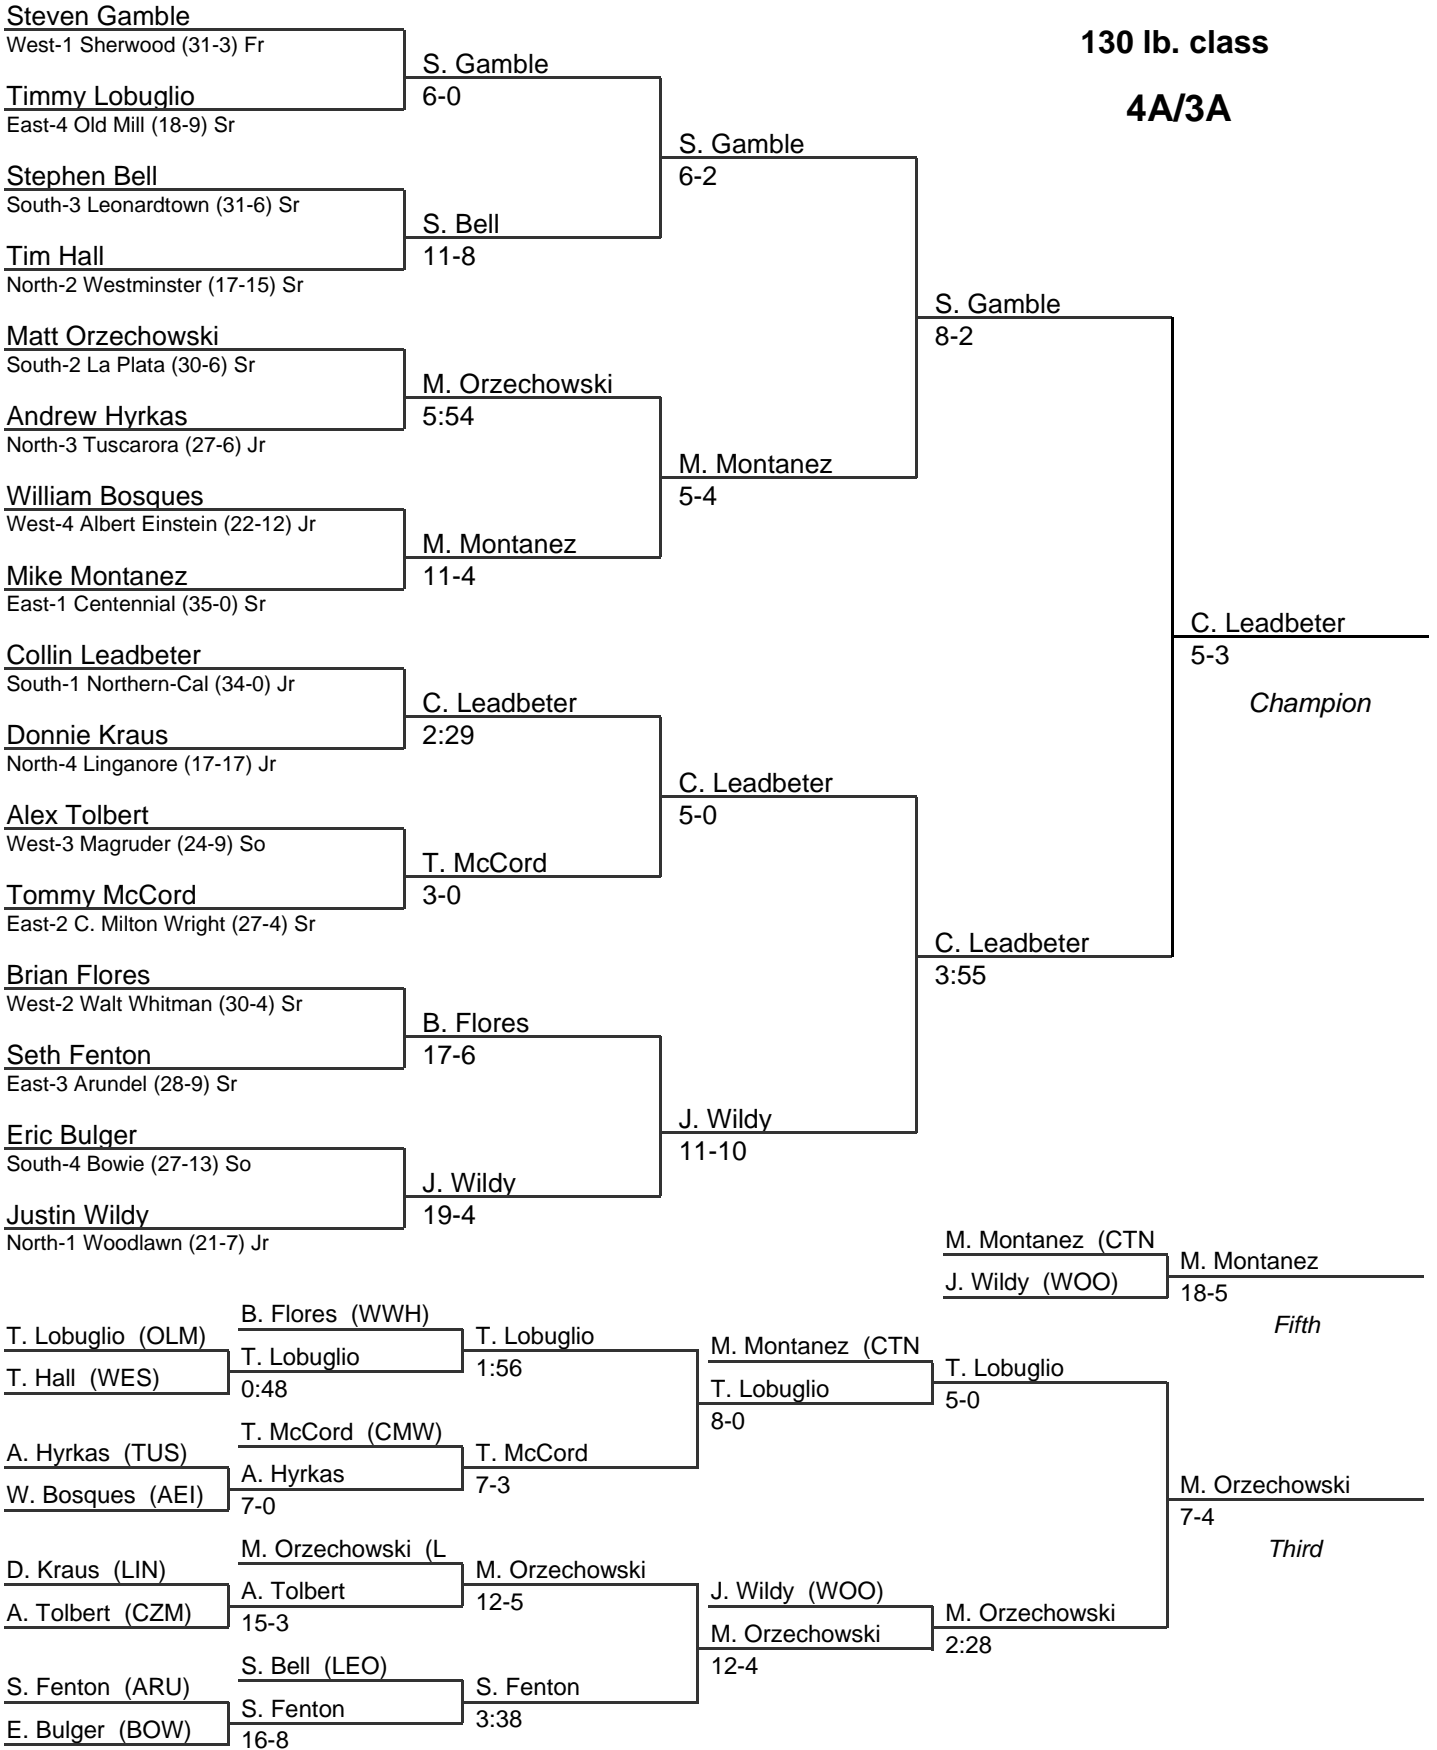 130 lb. class
4A/3A
Steven Gamble
West-1 Sherwood (31-3) Fr
S. Gamble
6-0
Timmy Lobuglio
East-4 Old Mill (18-9) Sr
S. Gamble
6-2
Stephen Bell
South-3 Leonardtown (31-6) Sr
S. Bell
11-8
Tim Hall
North-2 Westminster (17-15) Sr
S. Gamble
8-2
Matt Orzechowski
South-2 La Plata (30-6) Sr
M. Orzechowski
5:54
Andrew Hyrkas
North-3 Tuscarora (27-6) Jr
M. Montanez
5-4
William Bosques
West-4 Albert Einstein (22-12) Jr
M. Montanez
11-4
Mike Montanez
East-1 Centennial (35-0) Sr
C. Leadbeter
5-3
Champion
Collin Leadbeter
South-1 Northern-Cal (34-0) Jr
C. Leadbeter
2:29
Donnie Kraus
North-4 Linganore (17-17) Jr
C. Leadbeter
5-0
Alex Tolbert
West-3 Magruder (24-9) So
T. McCord
3-0
Tommy McCord
East-2 C. Milton Wright (27-4) Sr
C. Leadbeter
3:55
Brian Flores
West-2 Walt Whitman (30-4) Sr
B. Flores
17-6
Seth Fenton
East-3 Arundel (28-9) Sr
J. Wildy
11-10
Eric Bulger
South-4 Bowie (27-13) So
J. Wildy
19-4
Justin Wildy
North-1 Woodlawn (21-7) Jr
M. Montanez (CTN
J. Wildy (WOO)
M. Montanez
18-5
Fifth
T. Lobuglio (OLM)
T. Hall (WES)
B. Flores (WWH)
T. Lobuglio
0:48
T. Lobuglio
1:56
A. Hyrkas (TUS)
W. Bosques (AEI)
T. McCord (CMW)
A. Hyrkas
7-0
T. McCord
7-3
M. Montanez (CTN
T. Lobuglio
8-0
T. Lobuglio
5-0
D. Kraus (LIN)
A. Tolbert (CZM)
M. Orzechowski (L
A. Tolbert
15-3
M. Orzechowski
12-5
S. Fenton (ARU)
E. Bulger (BOW)
S. Bell (LEO)
S. Fenton
16-8
S. Fenton
3:38
J. Wildy (WOO)
M. Orzechowski
12-4
M. Orzechowski
2:28
M. Orzechowski
7-4
Third